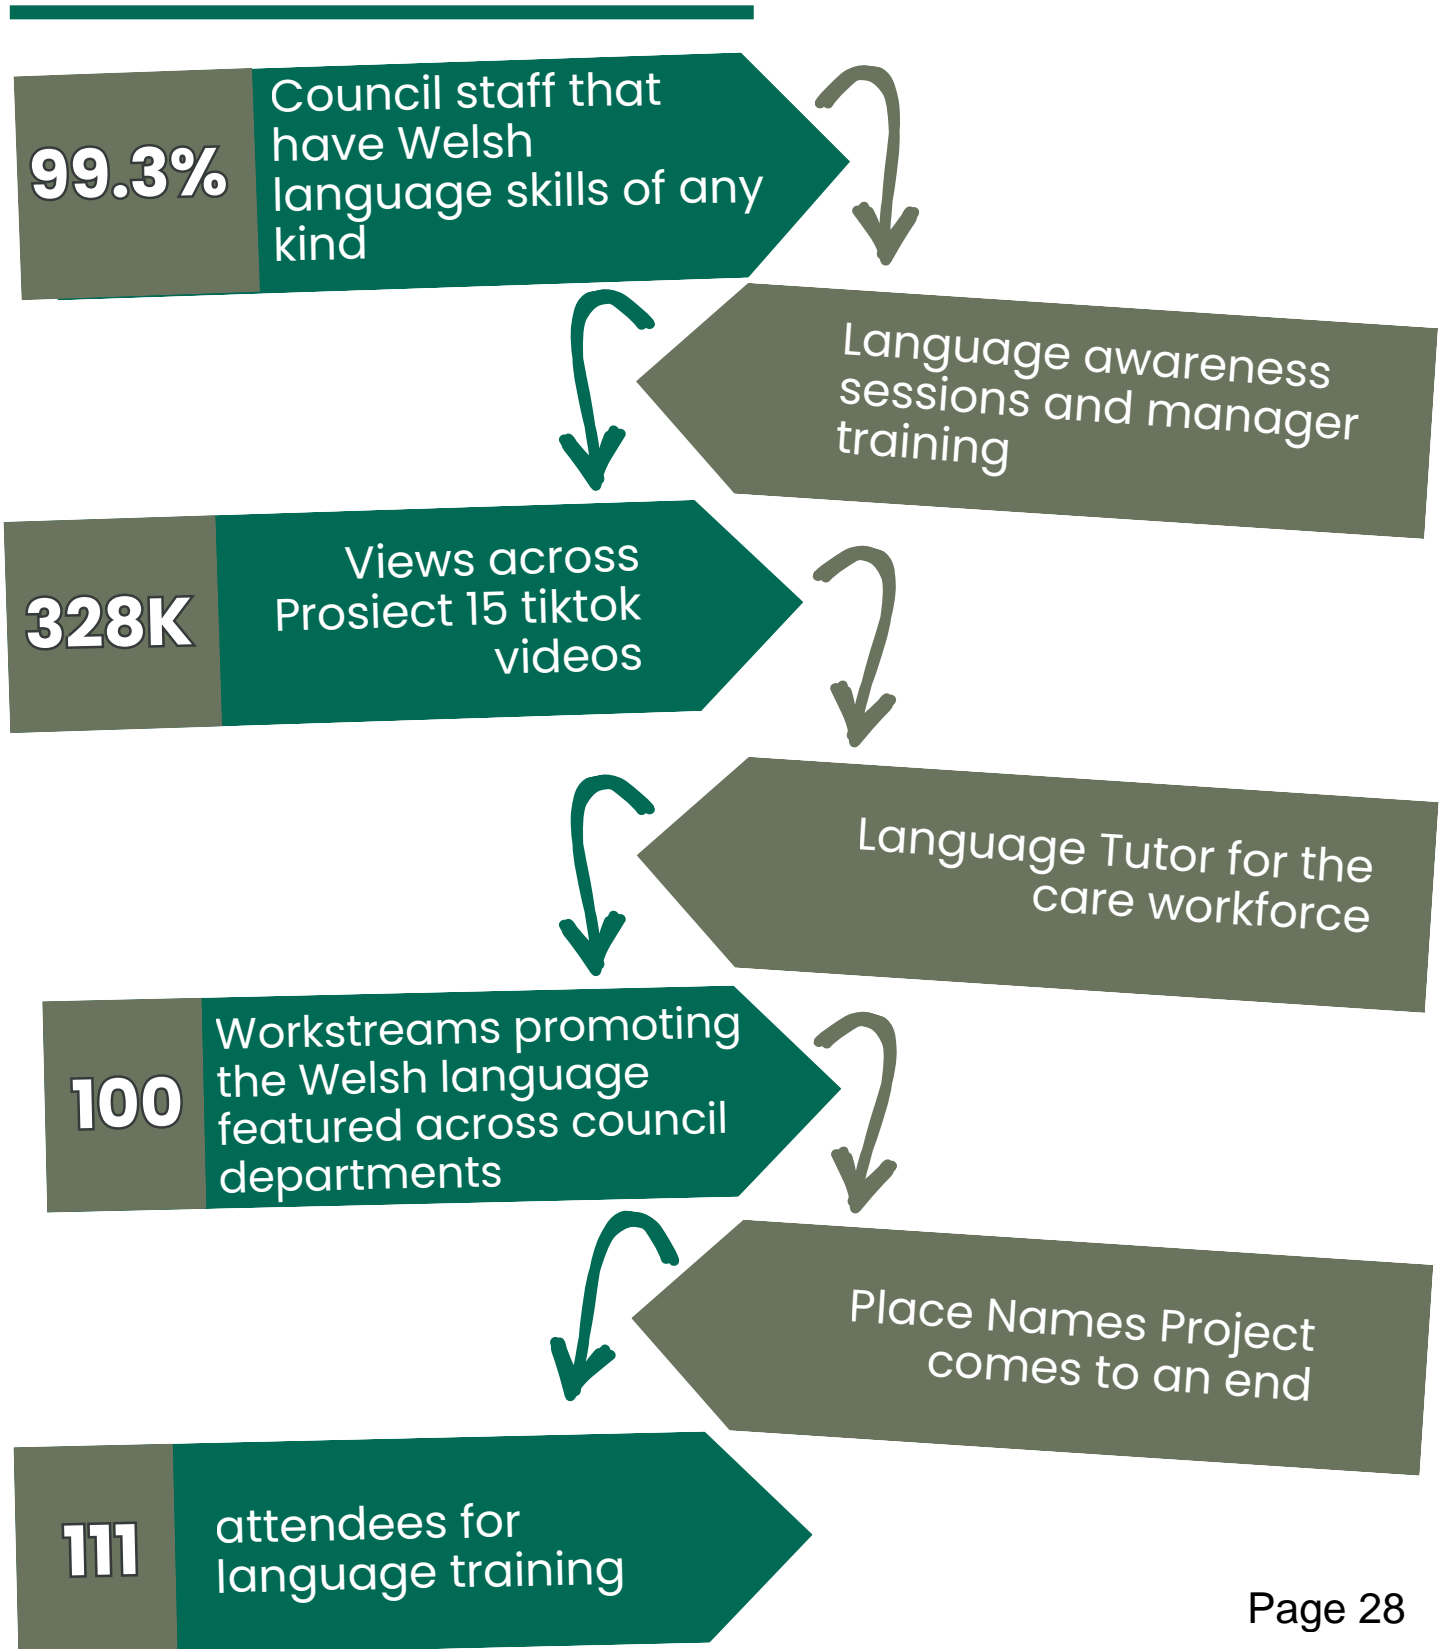 99.3%
Council staff that
have Welsh
language skills of any
kind
Language awareness
sessions and manager
training
328K
Views across
Prosiect 15 tiktok
videos
Language Tutor for the
care workforce
100
Workstreams promoting
the Welsh language
featured across council
departments
Place Names Project
comes to an end
111
attendees for
language training
Page 28